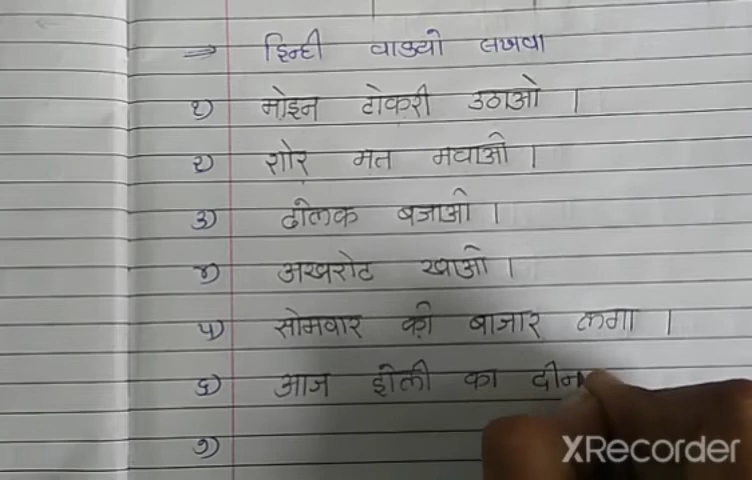 ⇒ हिन्दी वाक्यो लखवा
१) मोहन टोकरी उठाओ ।
२) शोर मत मचाओ ।
३) ढोलक बजाओ ।
४) अखरोट खाओ ।
५) सोमवार को बाजार लगा ।
६) आज होली का दीन
७)
XRecorder